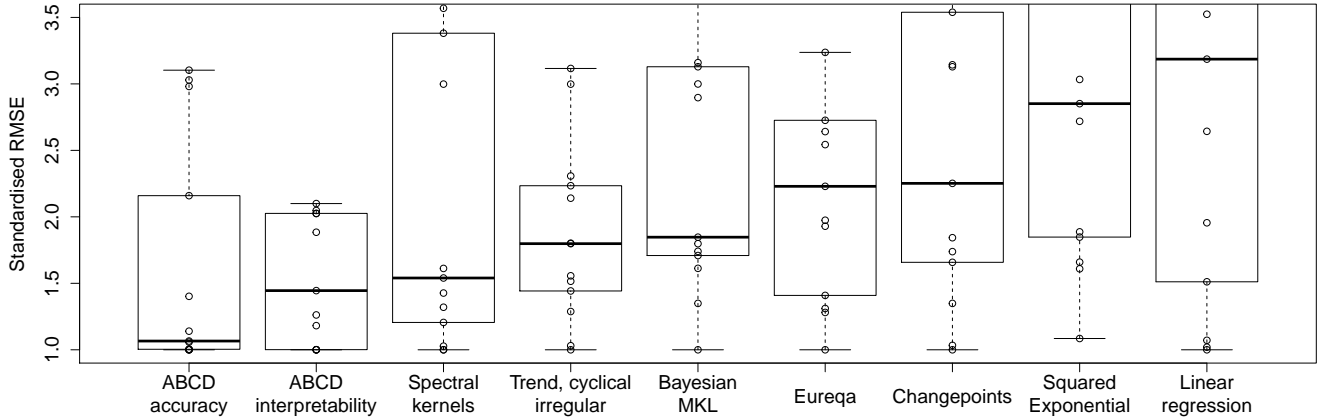 Standardised RMSE
3.5
3.0
2.5
2.0
1.5
1.0
ABCD
accuracy
ABCD
interpretability
Spectral
kernels
Trend, cyclical
irregular
Bayesian
MKL
Eureqa
Changepoints
Squared
Exponential
Linear
regression